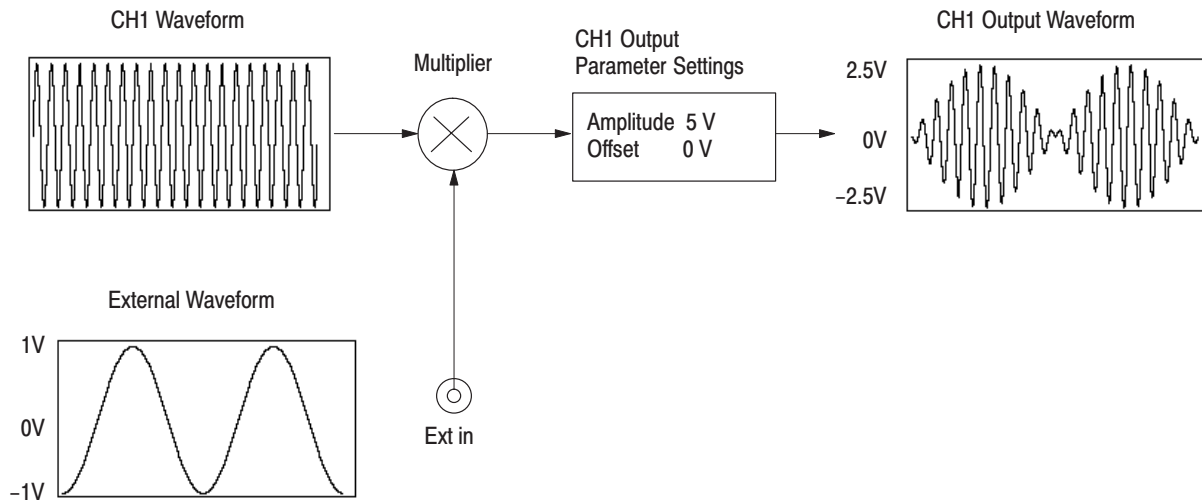 CH1 Waveform
Multiplier
CH1 Output
Parameter Settings
Amplitude 5 V
Offset 0 V
CH1 Output Waveform
2.5V
0V
–2.5V
External Waveform
1V
0V
–1V
Ext in